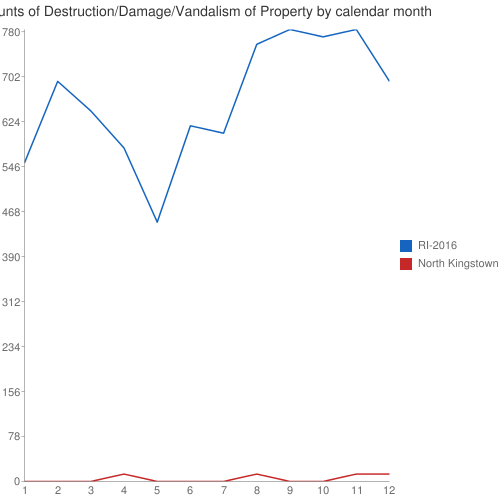 unts of Destruction/Damage/Vandalism of Property by calendar month
780
702
624
546
468
390
312
234
156
78
0
1 2 3 4 5 6 7 8 9 10 11 12
RI-2016
North Kingstown